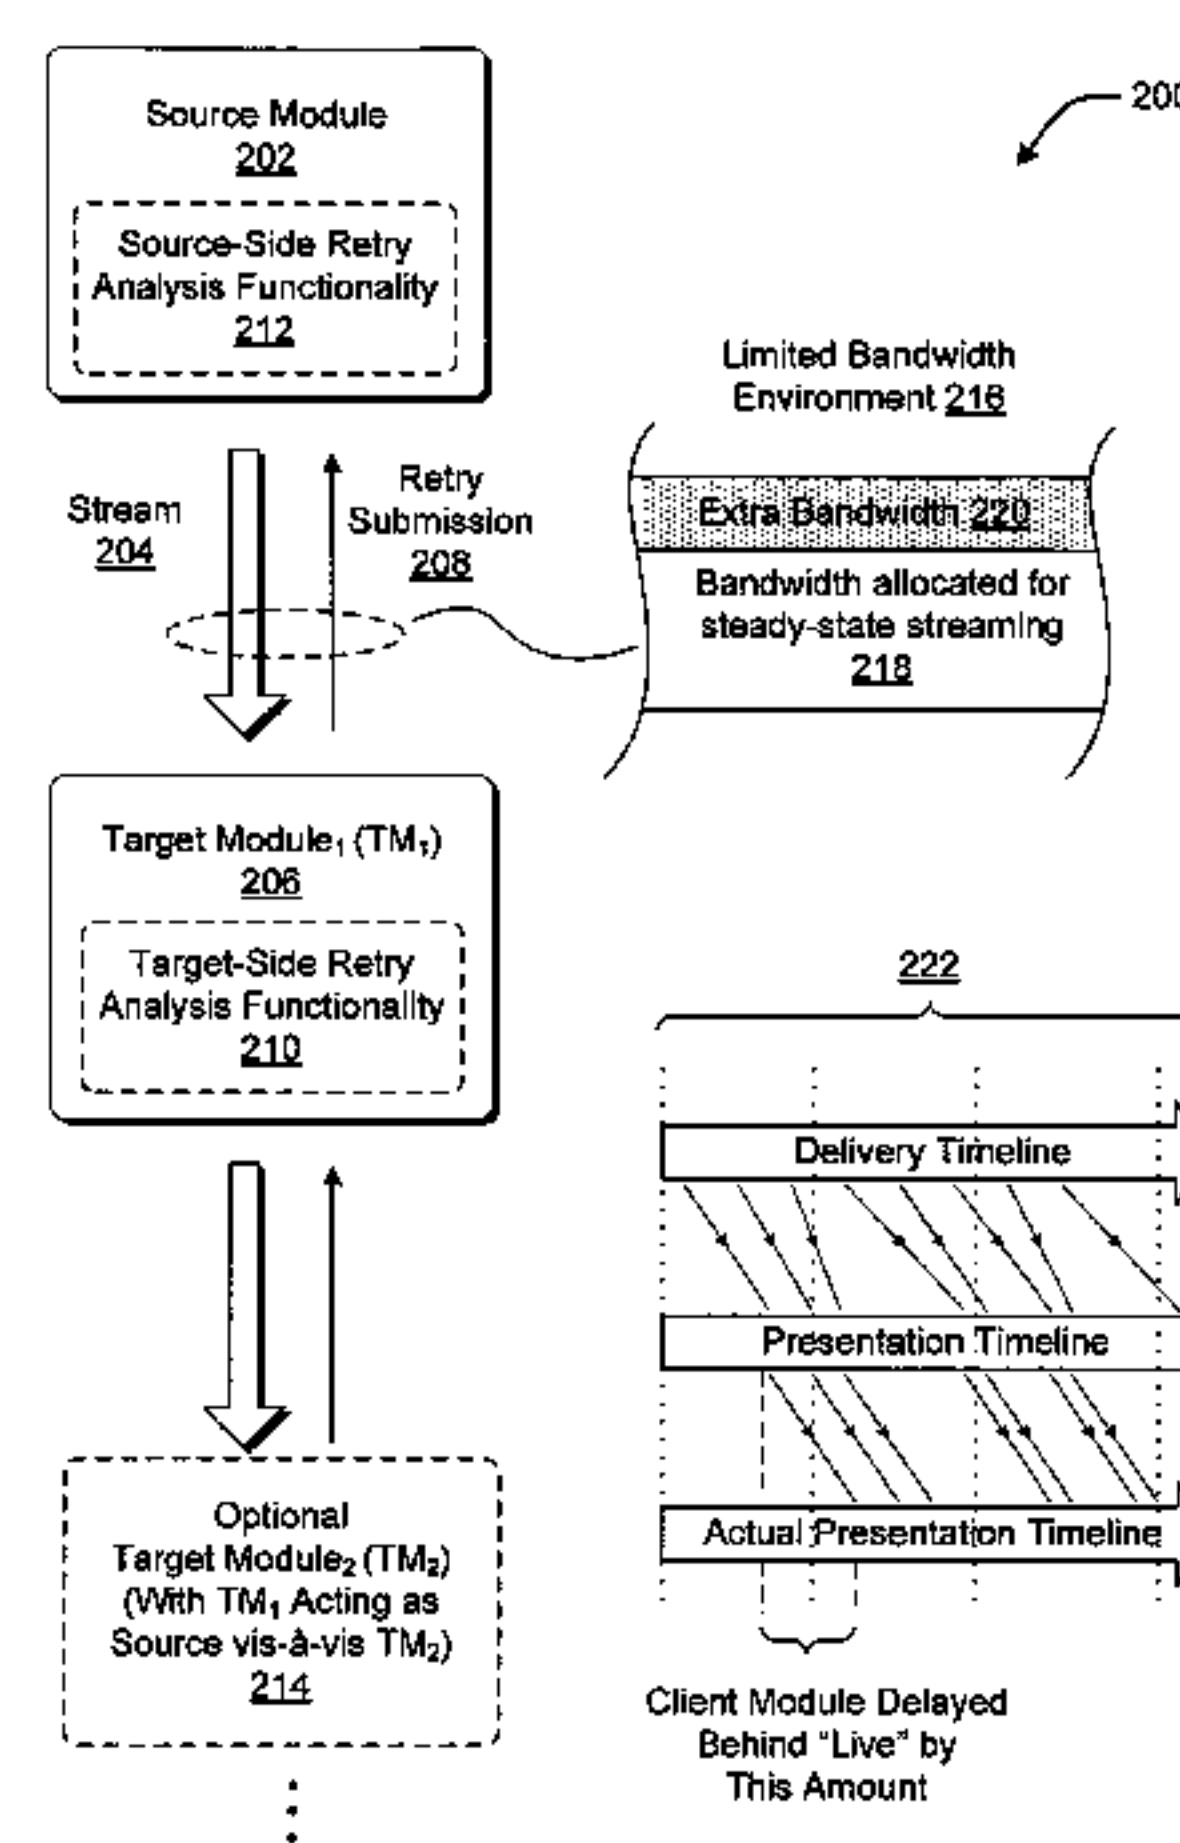 Source Module
202
Source-Side Retry
Analysis Functionality
212
200
Limited Bandwidth
Environment 216
Extra Bandwidth 220
Bandwidth allocated for
steady-state streaming
218
Stream
204
Retry
Submission
208
Target Module₁ (TM₁)
206
Target-Side Retry
Analysis Functionality
210
222
Delivery Timeline
Presentation Timeline
Actual Presentation Timeline
Client Module Delayed
Behind "Live" by
This Amount
Optional
Target Module₂ (TM₂)
(With TM₁ Acting as
Source vis-à-vis TM₂)
214